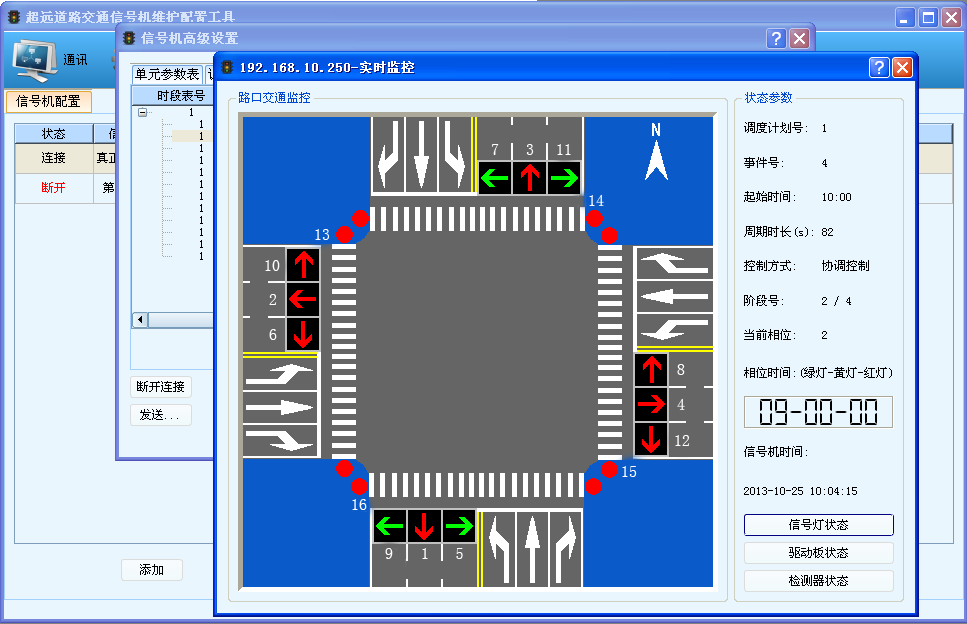 超远道路交通信号机维护配置工具
通讯
信号机配置
状态
信
连接
真正
断开
第
添加
信号机高级设置
单元参数表
时段表号
1
1
1
1
1
1
1
1
1
1
1
1
1
断开连接
发送...
192.168.10.250-实时监控
路口交通监控
N
7 3 11
14
13
10
2
6
8
4
12
15
16
9 1 5
状态参数
调度计划号: 1
事件号: 4
起始时间: 10:00
周期时长(s): 82
控制方式: 协调控制
阶段号: 2 / 4
当前相位: 2
相位时间:(绿灯-黄灯-红灯)
09-00-00
信号机时间:
2013-10-25 10:04:15
信号灯状态
驱动板状态
检测器状态